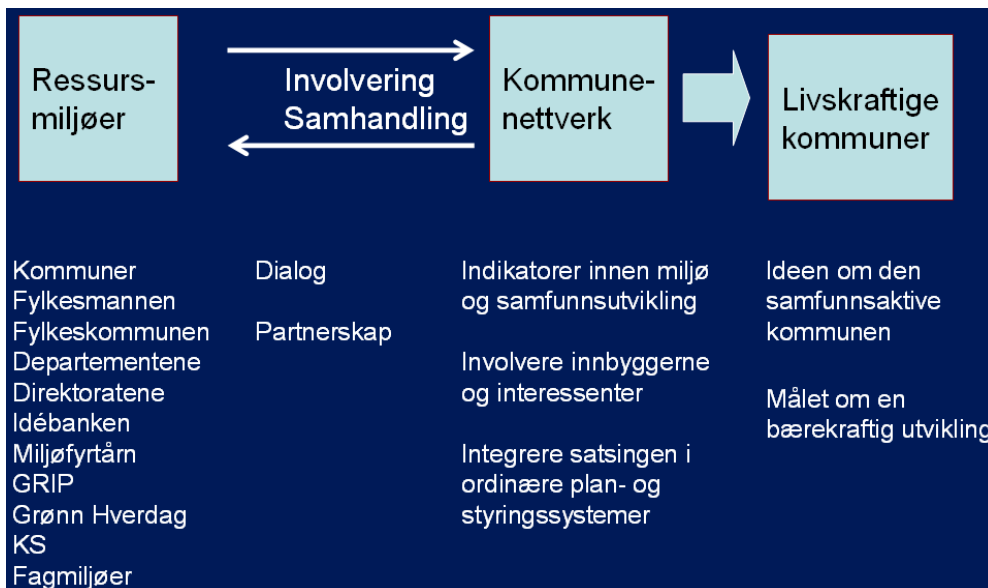 Ressurs-
miljøer
Involvering
Samhandling
Kommune-
nettverk
Livskraftige
kommuner
Kommuner
Fylkesmannen
Fylkeskommunen
Departementene
Direktoratene
Idébanken
Miljøfyrtårn
GRIP
Grønn Hverdag
KS
Fagmiljøer
Dialog
Partnerskap
Indikatorer innen miljø
og samfunnsutvikling
Involvere innbyggerne
og interessenter
Integrere satsingen i
ordinære plan- og
styringssystemer
Ideen om den
samfunnsaktive
kommunen
Målet om en
bærekraftig utvikling